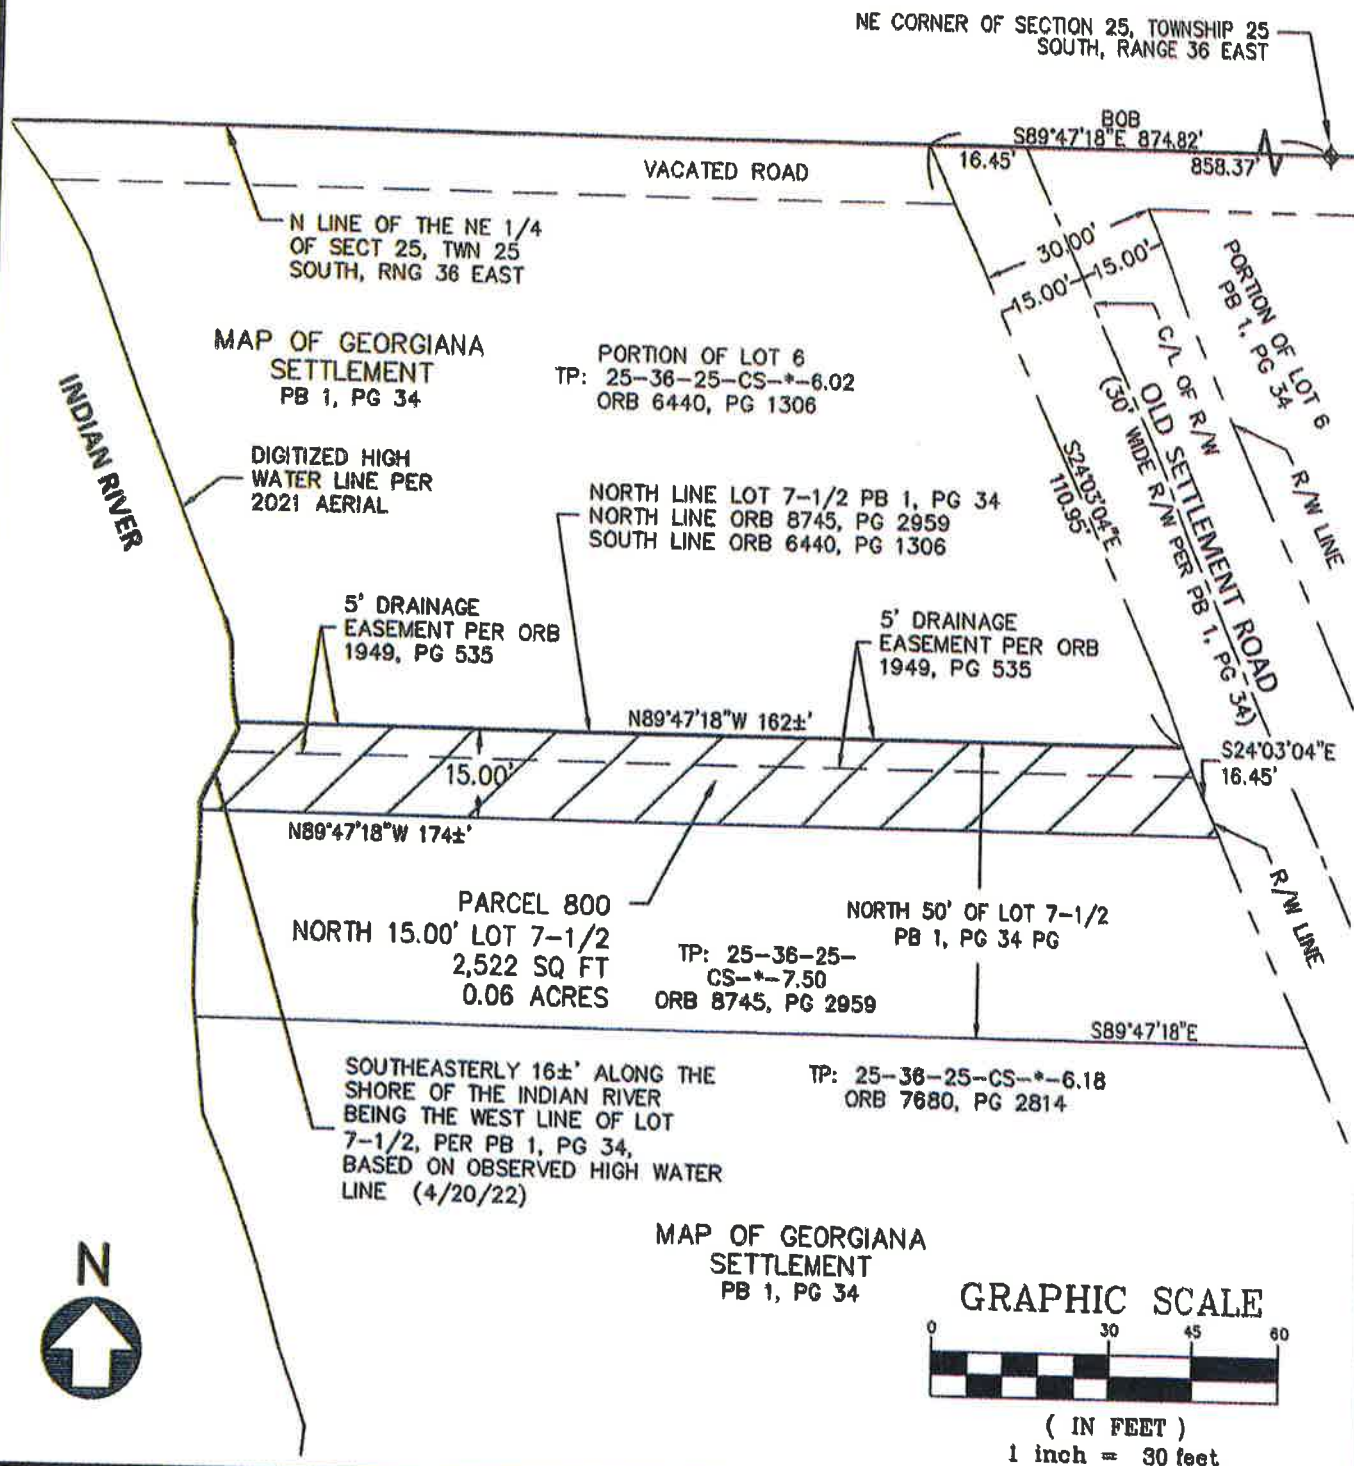 NE CORNER OF SECTION 25, TOWNSHIP 25
SOUTH, RANGE 36 EAST
BOB
S89°47'18"E 874.82'
16.45'
858.37'
VACATED ROAD
N LINE OF THE NE 1/4
OF SECT 25, TWN 25
SOUTH, RNG 36 EAST
30.00'
15.00'
15.00'
PORTION OF LOT 6
PB 1, PG 34
MAP OF GEORGIANA
SETTLEMENT
PB 1, PG 34
PORTION OF LOT 6
TP: 25-36-25-CS-*-6.02
ORB 6440, PG 1306
C/L OF R/W
OLD SETTLEMENT ROAD
(30' WIDE R/W PER PB 1, PG 34)
R/W LINE
INDIAN RIVER
DIGITIZED HIGH
WATER LINE PER
2021 AERIAL
S24°03'04"E
110.95'
NORTH LINE LOT 7-1/2 PB 1, PG 34
NORTH LINE ORB 8745, PG 2959
SOUTH LINE ORB 6440, PG 1306
5' DRAINAGE
EASEMENT PER ORB
1949, PG 535
5' DRAINAGE
EASEMENT PER ORB
1949, PG 535
N89°47'18"W 162±'
S24°03'04"E
16.45'
15.00'
N89°47'18"W 174±'
R/W LINE
PARCEL 800
NORTH 15.00' LOT 7-1/2
2,522 SQ FT
0.06 ACRES
NORTH 50' OF LOT 7-1/2
PB 1, PG 34 PG
TP: 25-36-25-
CS-*-7.50
ORB 8745, PG 2959
S89°47'18"E
SOUTHEASTERLY 16±' ALONG THE
SHORE OF THE INDIAN RIVER
BEING THE WEST LINE OF LOT
7-1/2, PER PB 1, PG 34,
BASED ON OBSERVED HIGH WATER
LINE (4/20/22)
TP: 25-36-25-CS-*-6.18
ORB 7680, PG 2814
MAP OF GEORGIANA
SETTLEMENT
PB 1, PG 34
N
GRAPHIC SCALE
0 30 45 60
( IN FEET )
1 inch = 30 feet